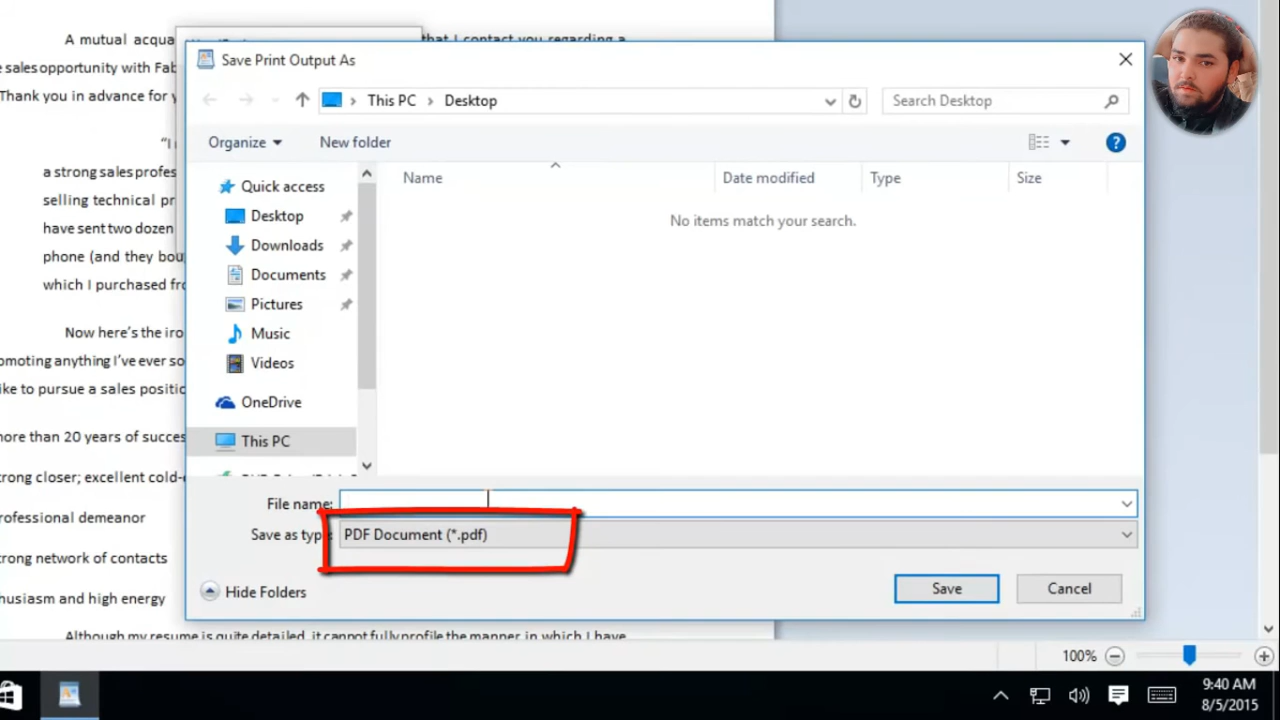 A mutual acqua
that I contact you regarding a
e sales opportunity with Fab
Thank you in advance for y
"I
a strong sales profes
selling technical pr
have sent two dozen
phone (and they bou
which I purchased fro
Now here's the iro
omoting anything I've ever so
ike to pursue a sales positio
more than 20 years of succes
trong closer; excellent cold-
rofessional demeanor
trong network of contacts
husiasm and high energy
Although my resume is quite detailed, it cannot fully profile the manner in which I have
Save Print Output As
This PC > Desktop
Search Desktop
Organize
New folder
Name
Date modified
Type
Size
No items match your search.
Quick access
Desktop
Downloads
Documents
Pictures
Music
Videos
OneDrive
This PC
File name:
Save as type: PDF Document (*.pdf)
Hide Folders
Save
Cancel
100%
9:40 AM
8/5/2015